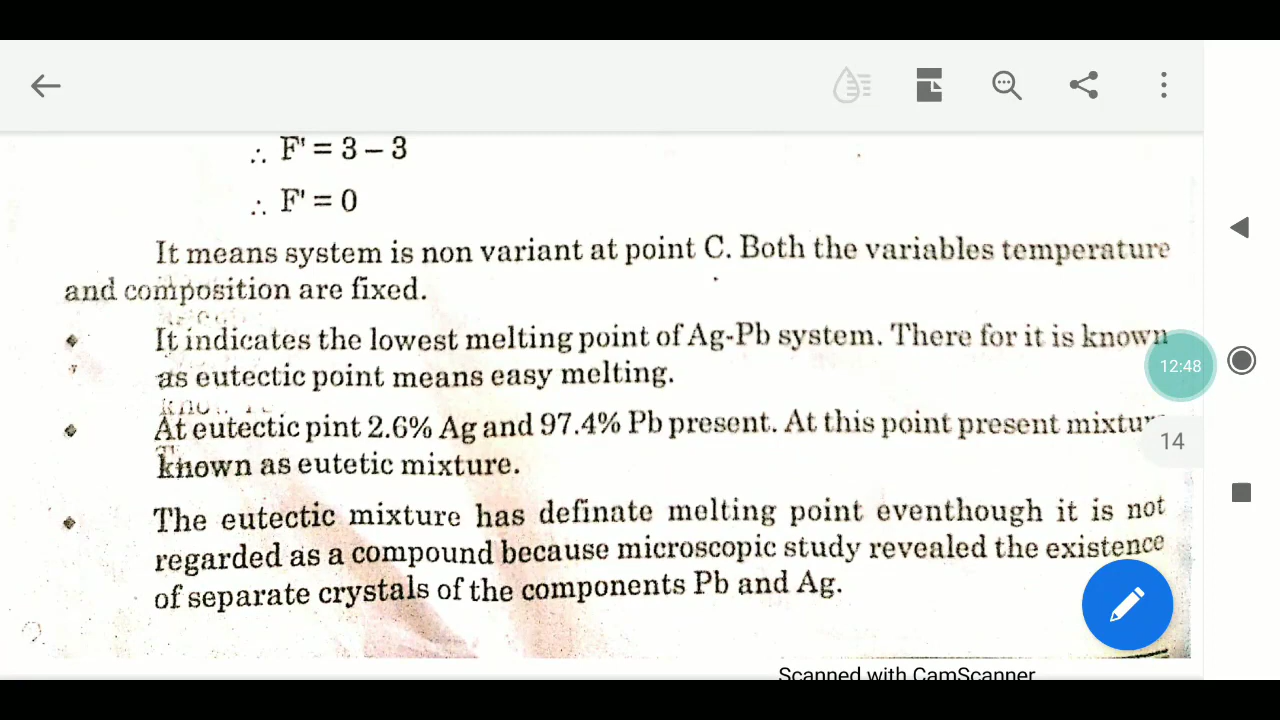 ∴ F' = 3 – 3
∴ F' = 0
It means system is non variant at point C. Both the variables temperature
and composition are fixed.
It indicates the lowest melting point of Ag-Pb system. There for it is known
12:48
as eutectic point means easy melting.
At eutectic pint 2.6% Ag and 97.4% Pb present. At this point present mixtur
14
known as eutetic mixture.
The eutectic mixture has definate melting point eventhough it is not
regarded as a compound because microscopic study revealed the existence
of separate crystals of the components Pb and Ag.
Scanned with CamScanner